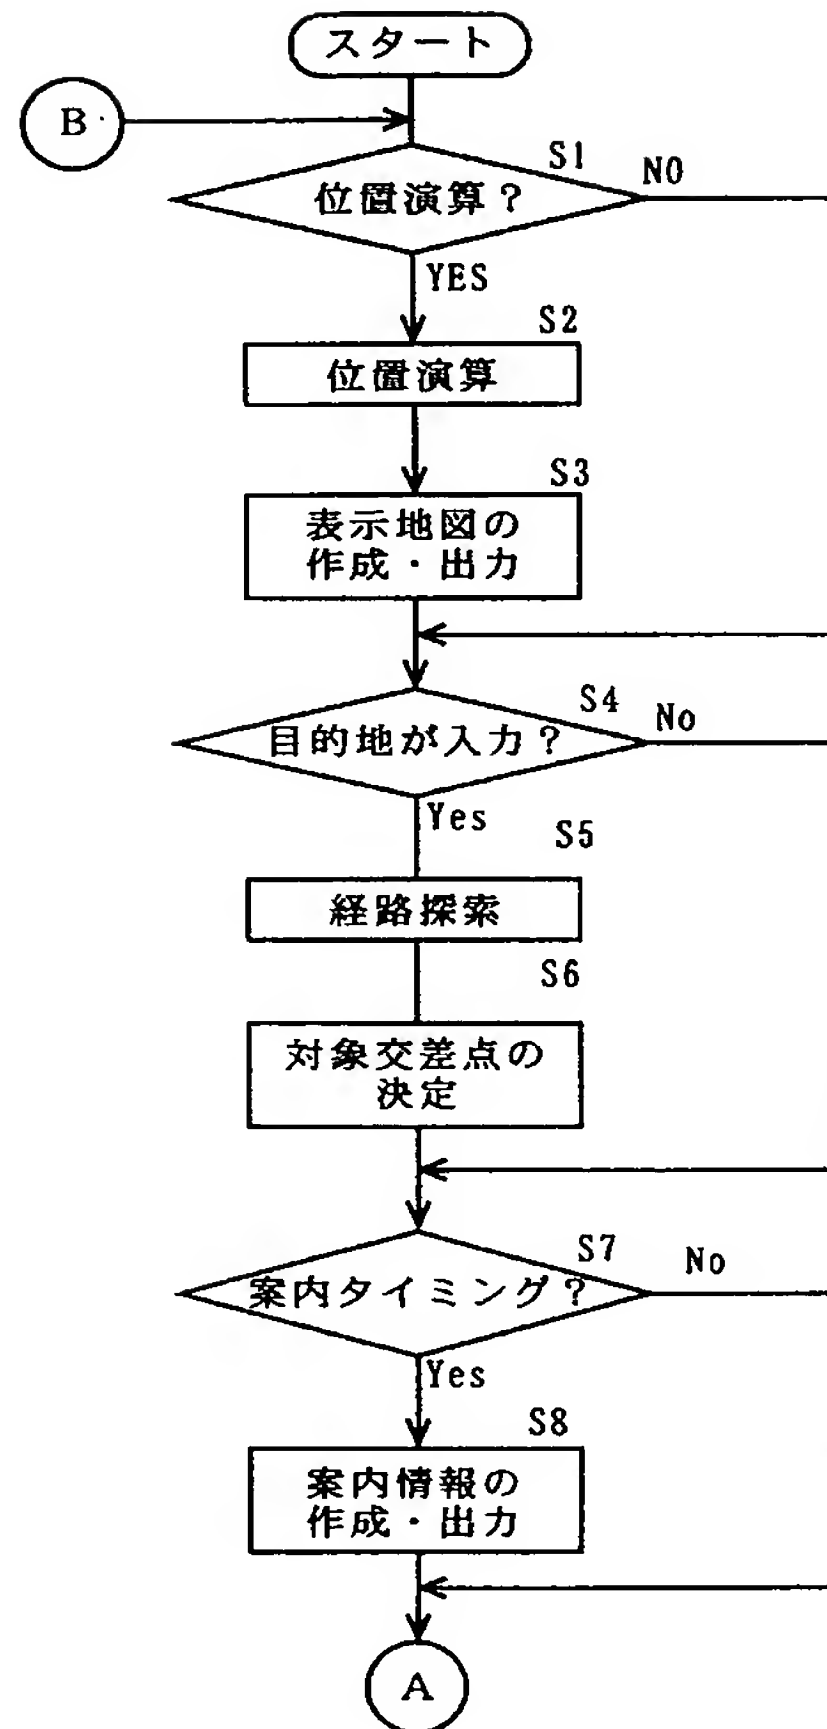 スタート
B
S1
NO
位置演算?
YES
S2
位置演算
S3
表示地図の
作成・出力
S4
No
目的地が入力?
Yes
S5
経路探索
S6
対象交差点の
決定
S7
No
案内タイミング?
Yes
S8
案内情報の
作成・出力
A